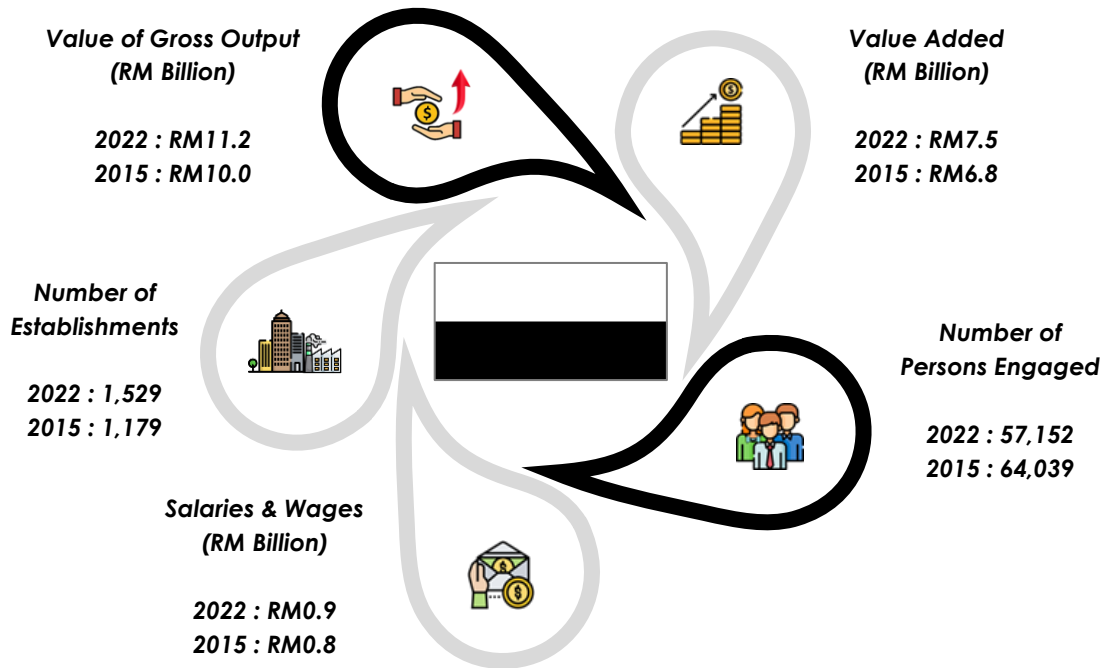 Value of Gross Output
(RM Billion)
2022 : RM11.2
2015 : RM10.0
Value Added
(RM Billion)
2022 : RM7.5
2015 : RM6.8
Number of
Establishments
2022 : 1,529
2015 : 1,179
Number of
Persons Engaged
2022 : 57,152
2015 : 64,039
Salaries & Wages
(RM Billion)
2022 : RM0.9
2015 : RM0.8